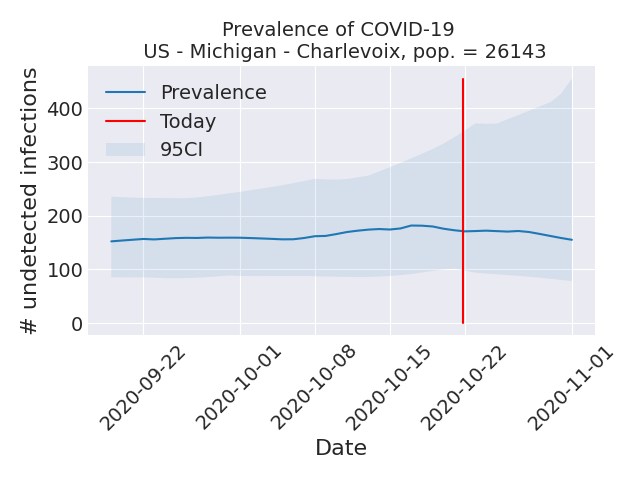 Prevalence of COVID-19
US - Michigan - Charlevoix, pop. = 26143
# undetected infections
400
300
200
100
0
Prevalence
Today
95CI
2020-09-22
2020-10-01
2020-10-08
2020-10-15
2020-10-22
2020-11-01
Date